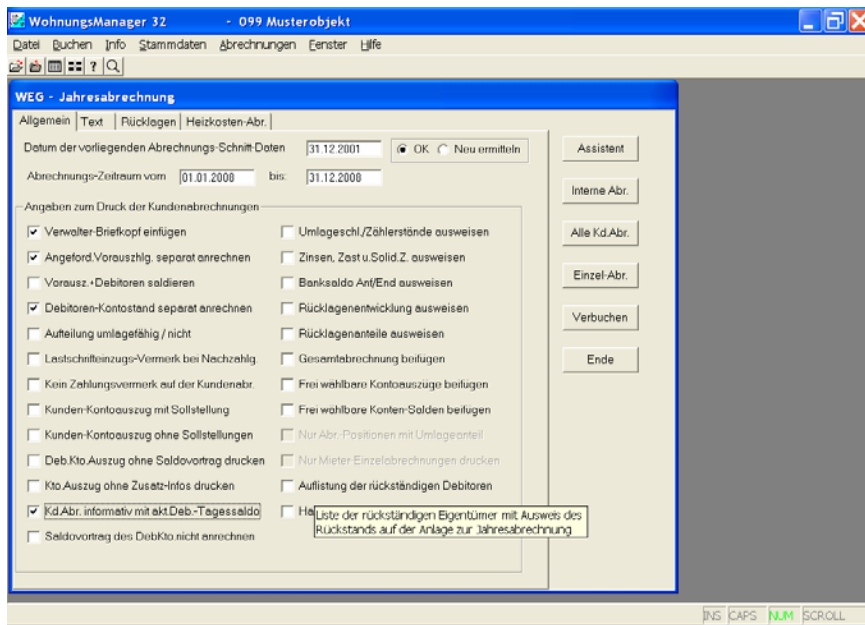 WohnungsManager 32 - 099 Musterobjekt
Datei Buchen Info Stammdaten Abrechnungen Fenster Hilfe
WEG - Jahresabrechnung
Allgemein Text Rücklagen Heizkosten-Abr.
Datum der vorliegenden Abrechnungs-Schnitt-Daten 31.12.2001 OK Neu ermitteln
Abrechnungs-Zeitraum vom 01.01.2008 bis: 31.12.2008
Angaben zum Druck der Kundenabrechnungen
Verwalter-Briefkopf einfügen
Angeford.Vorauszhlg. separat anrechnen
Vorausz.+Debitoren saldieren
Debitoren-Kontostand separat anrechnen
Aufteilung umlagefähig / nicht
Lastschrifteinzugs-Vermerk bei Nachzahlg.
Kein Zahlungsvermerk auf der Kundenabr.
Kunden-Kontoauszug mit Sollstellung
Kunden-Kontoauszug ohne Sollstellungen
Deb.Kto.Auszug ohne Saldovortrag drucken
Kto.Auszug ohne Zusatz-Infos drucken
Kd.Abr. informativ mit akt.Deb.-Tagessaldo
Saldovortrag des DebKto.nicht anrechnen
Umlageschl./Zählerstände ausweisen
Zinsen, Zast u.Solid.Z. ausweisen
Banksaldo Anf/End ausweisen
Rücklagenentwicklung ausweisen
Rücklagenanteile ausweisen
Gesamtabrechnung beifügen
Frei wählbare Kontoauszüge beifügen
Frei wählbare Konten-Salden beifügen
Nur Abr.-Positionen mit Umlageanteil
Nur Mieter-Einzelabrechnungen drucken
Auflistung der rückständigen Debitoren
Ha
Liste der rückständigen Eigentümer mit Ausweis des
Rückstands auf der Anlage zur Jahresabrechnung
Assistent
Interne Abr.
Alle Kd.Abr.
Einzel-Abr.
Verbuchen
Ende
INS CAPS NUM SCROLL